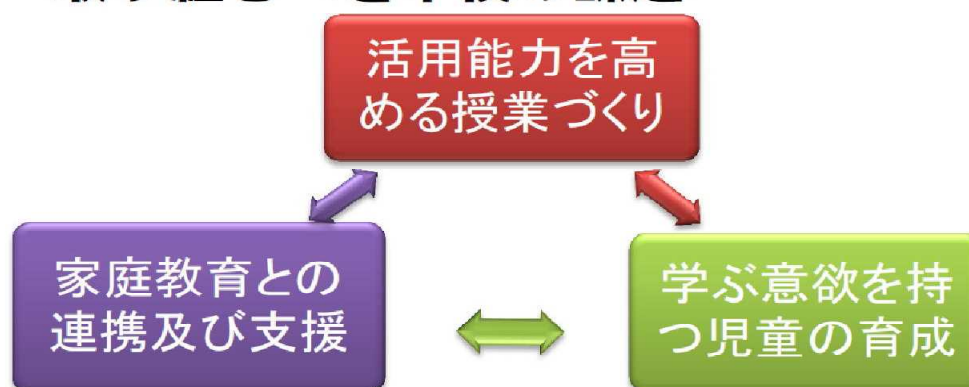 活用能力を高
める授業づくり
家庭教育との
連携及び支援
学ぶ意欲を持
つ児童の育成